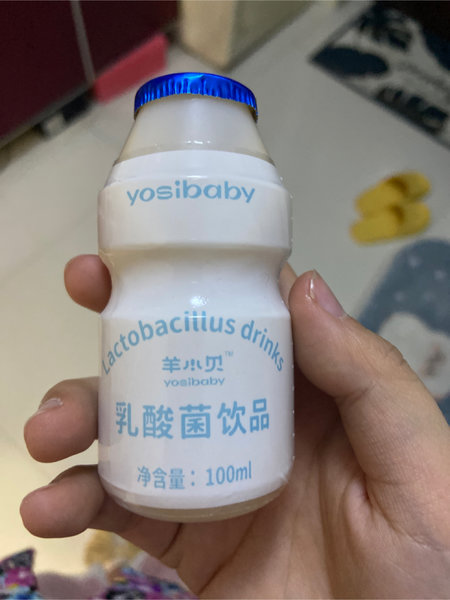 yosibaby
Lactobacillus drinks
羊小贝™
yosibaby
乳酸菌饮品
净含量：100ml